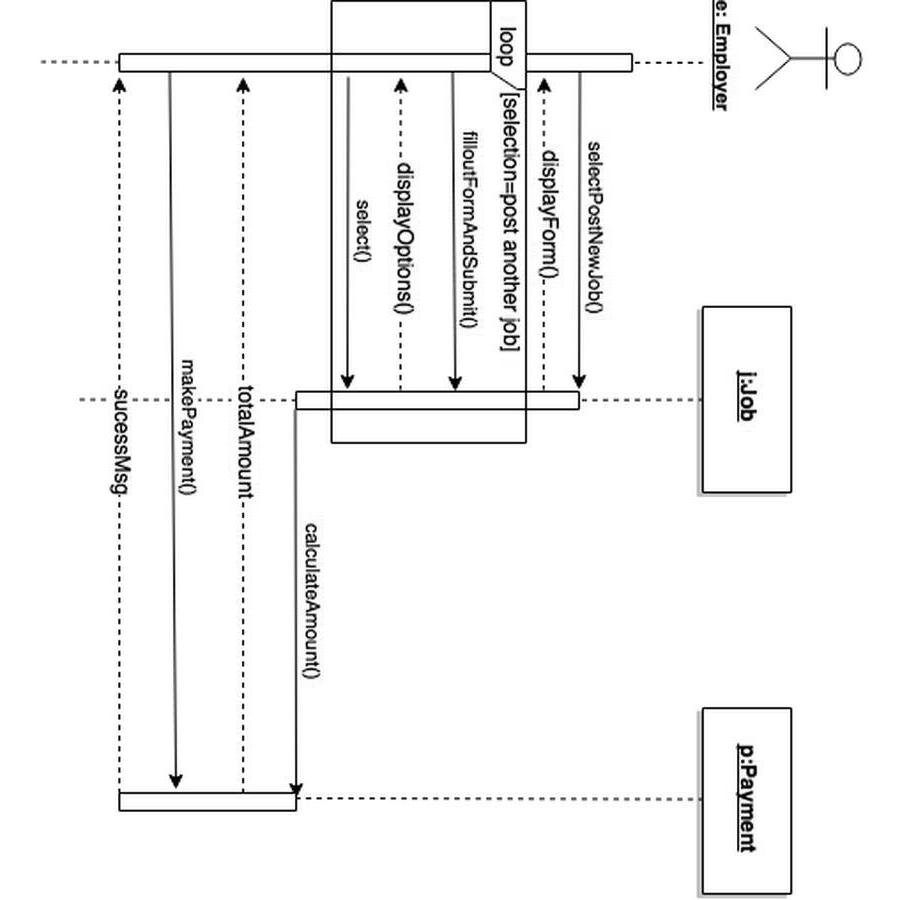 e: Employer
j:Job
p:Payment
selectPostNewJob()
displayForm()
loop
[selection=post another job]
filloutFormAndSubmit()
displayOptions()
select()
calculateAmount()
totalAmount
makePayment()
sucessMsg